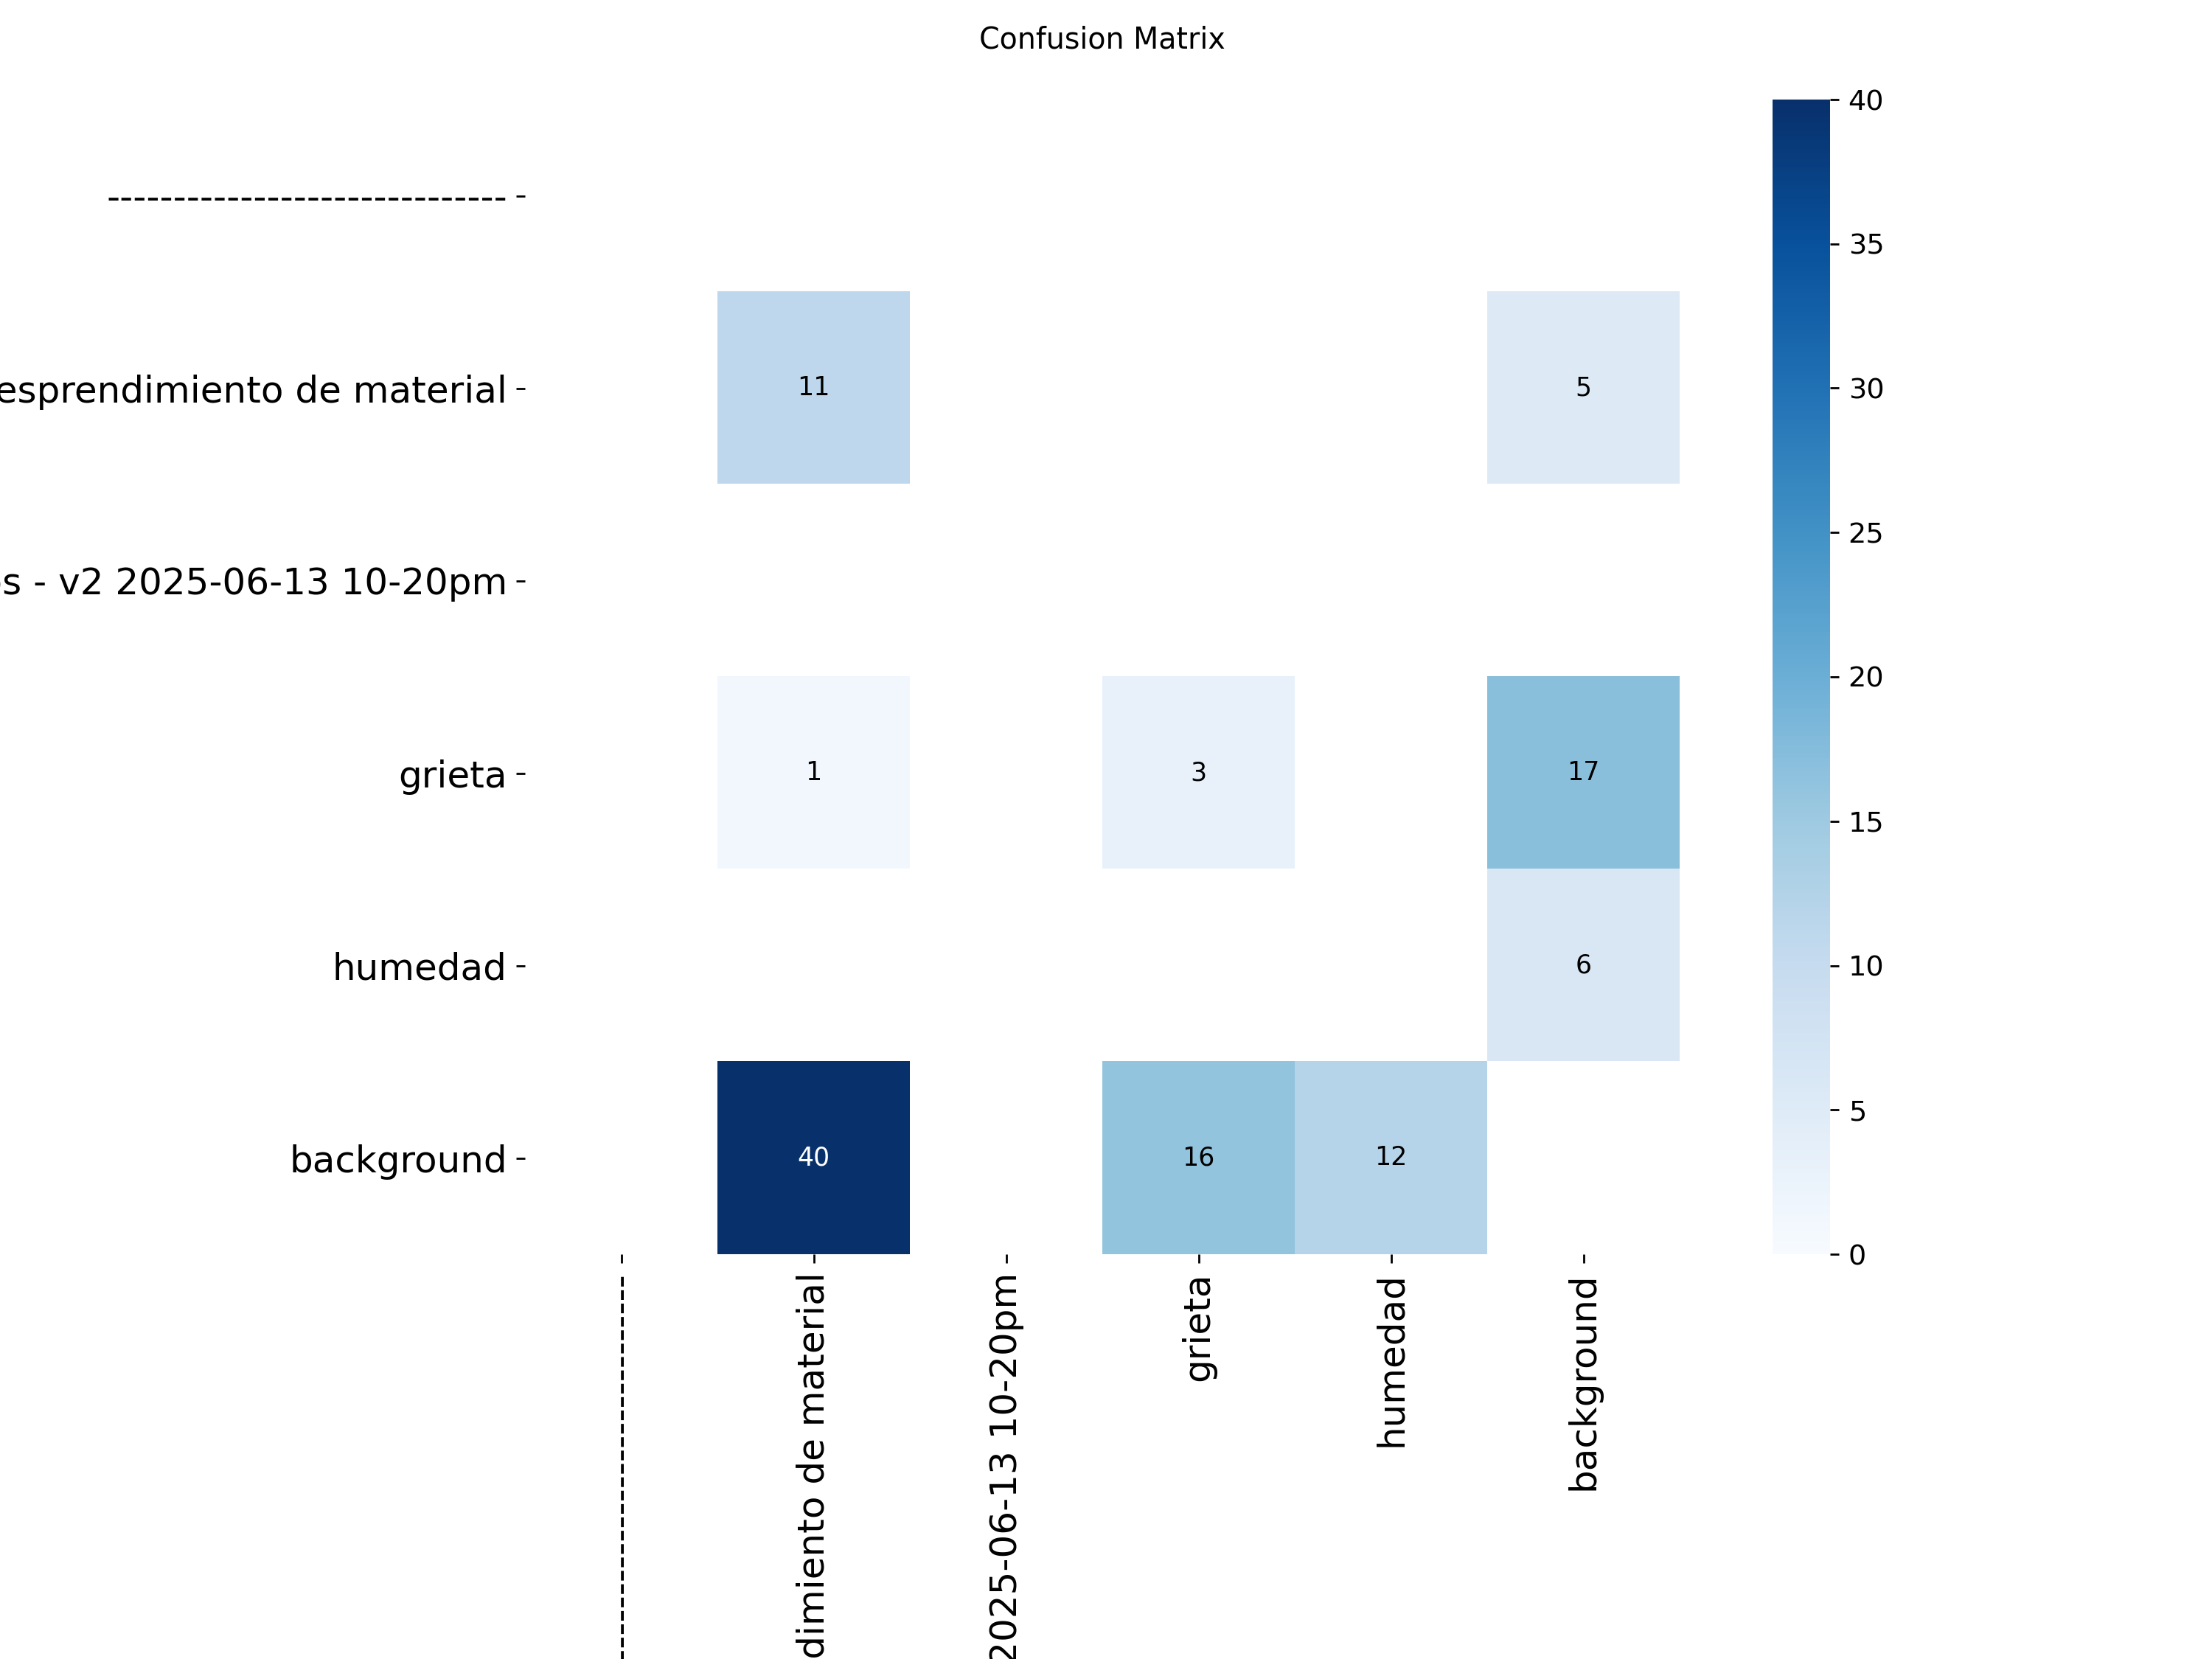 Confusion Matrix
------------------------------
esprendimiento de material
11
5
s - v2 2025-06-13 10-20pm
grieta
1
3
17
humedad
6
background
40
16
12
------------------------------
dimiento de material
2025-06-13 10-20pm
grieta
humedad
background
40
35
30
25
20
15
10
5
0